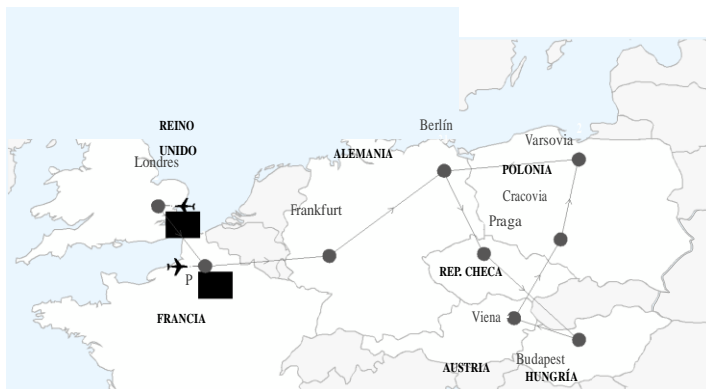 REINO
UNIDO
Londres
Berlín
ALEMANIA
Varsovia
POLONIA
Cracovia
Frankfurt
Praga
REP. CHECA
P
FRANCIA
Viena
Budapest
AUSTRIA
HUNGRÍA